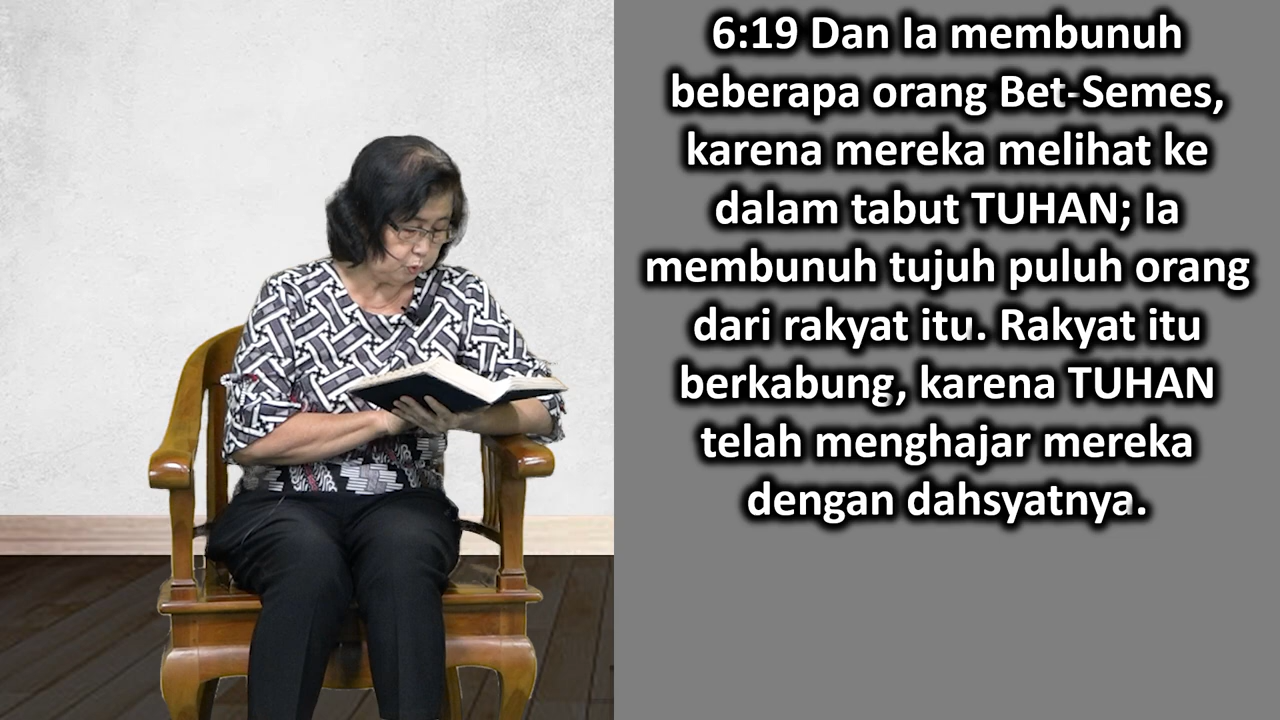 6:19 Dan Ia membunuh
beberapa orang Bet-Semes,
karena mereka melihat ke
dalam tabut TUHAN; Ia
membunuh tujuh puluh orang
dari rakyat itu. Rakyat itu
berkabung, karena TUHAN
telah menghajar mereka
dengan dahsyatnya.